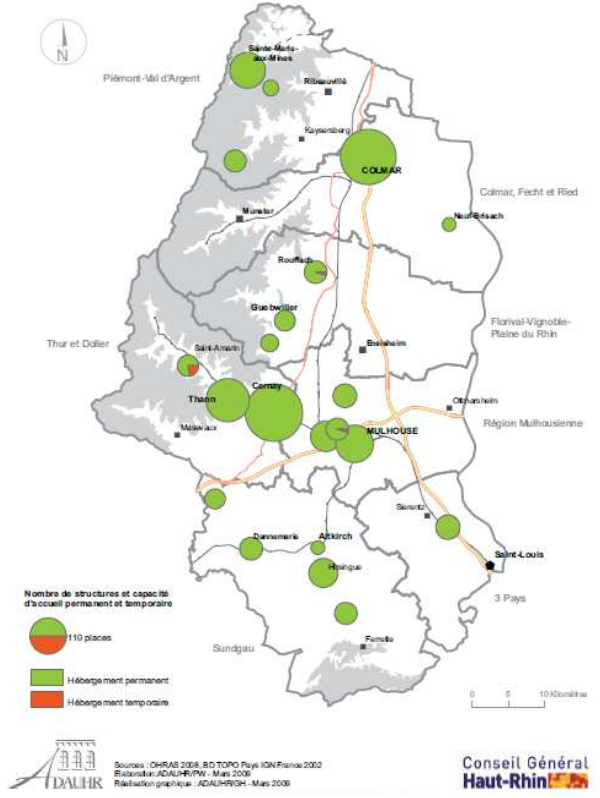 N
Sainte-Marie-
aux-Mines
Piémont-Val d'Argent
Ribeauvillé
Kaysersberg
COLMAR
Colmar, Fecht et Ried
Munster
Neuf-Brisach
Rouffach
Guebwiller
Florival-Vignoble-
Plaine du Rhin
Thur et Doller
Saint-Amarin
Ensisheim
Cernay
Thann
Ottmarsheim
Région Mulhousienne
Masevaux
MULHOUSE
Sierentz
Dannemarie
Altkirch
Saint-Louis
Hirsingue
3 Pays
Nombre de structures et capacité
d'accueil permanent et temporaire
110 places
Sundgau
Ferrette
Hébergement permanent
Hébergement temporaire
0 5 10 Kilomètres
ADAUHR
Sources : OHRAS 2008, BD TOPO Pays IGN France 2002
Elaboration: ADAUHR/PW - Mars 2009
Réalisation graphique : ADAUHR/GH - Mars 2009
Conseil Général
Haut-Rhin